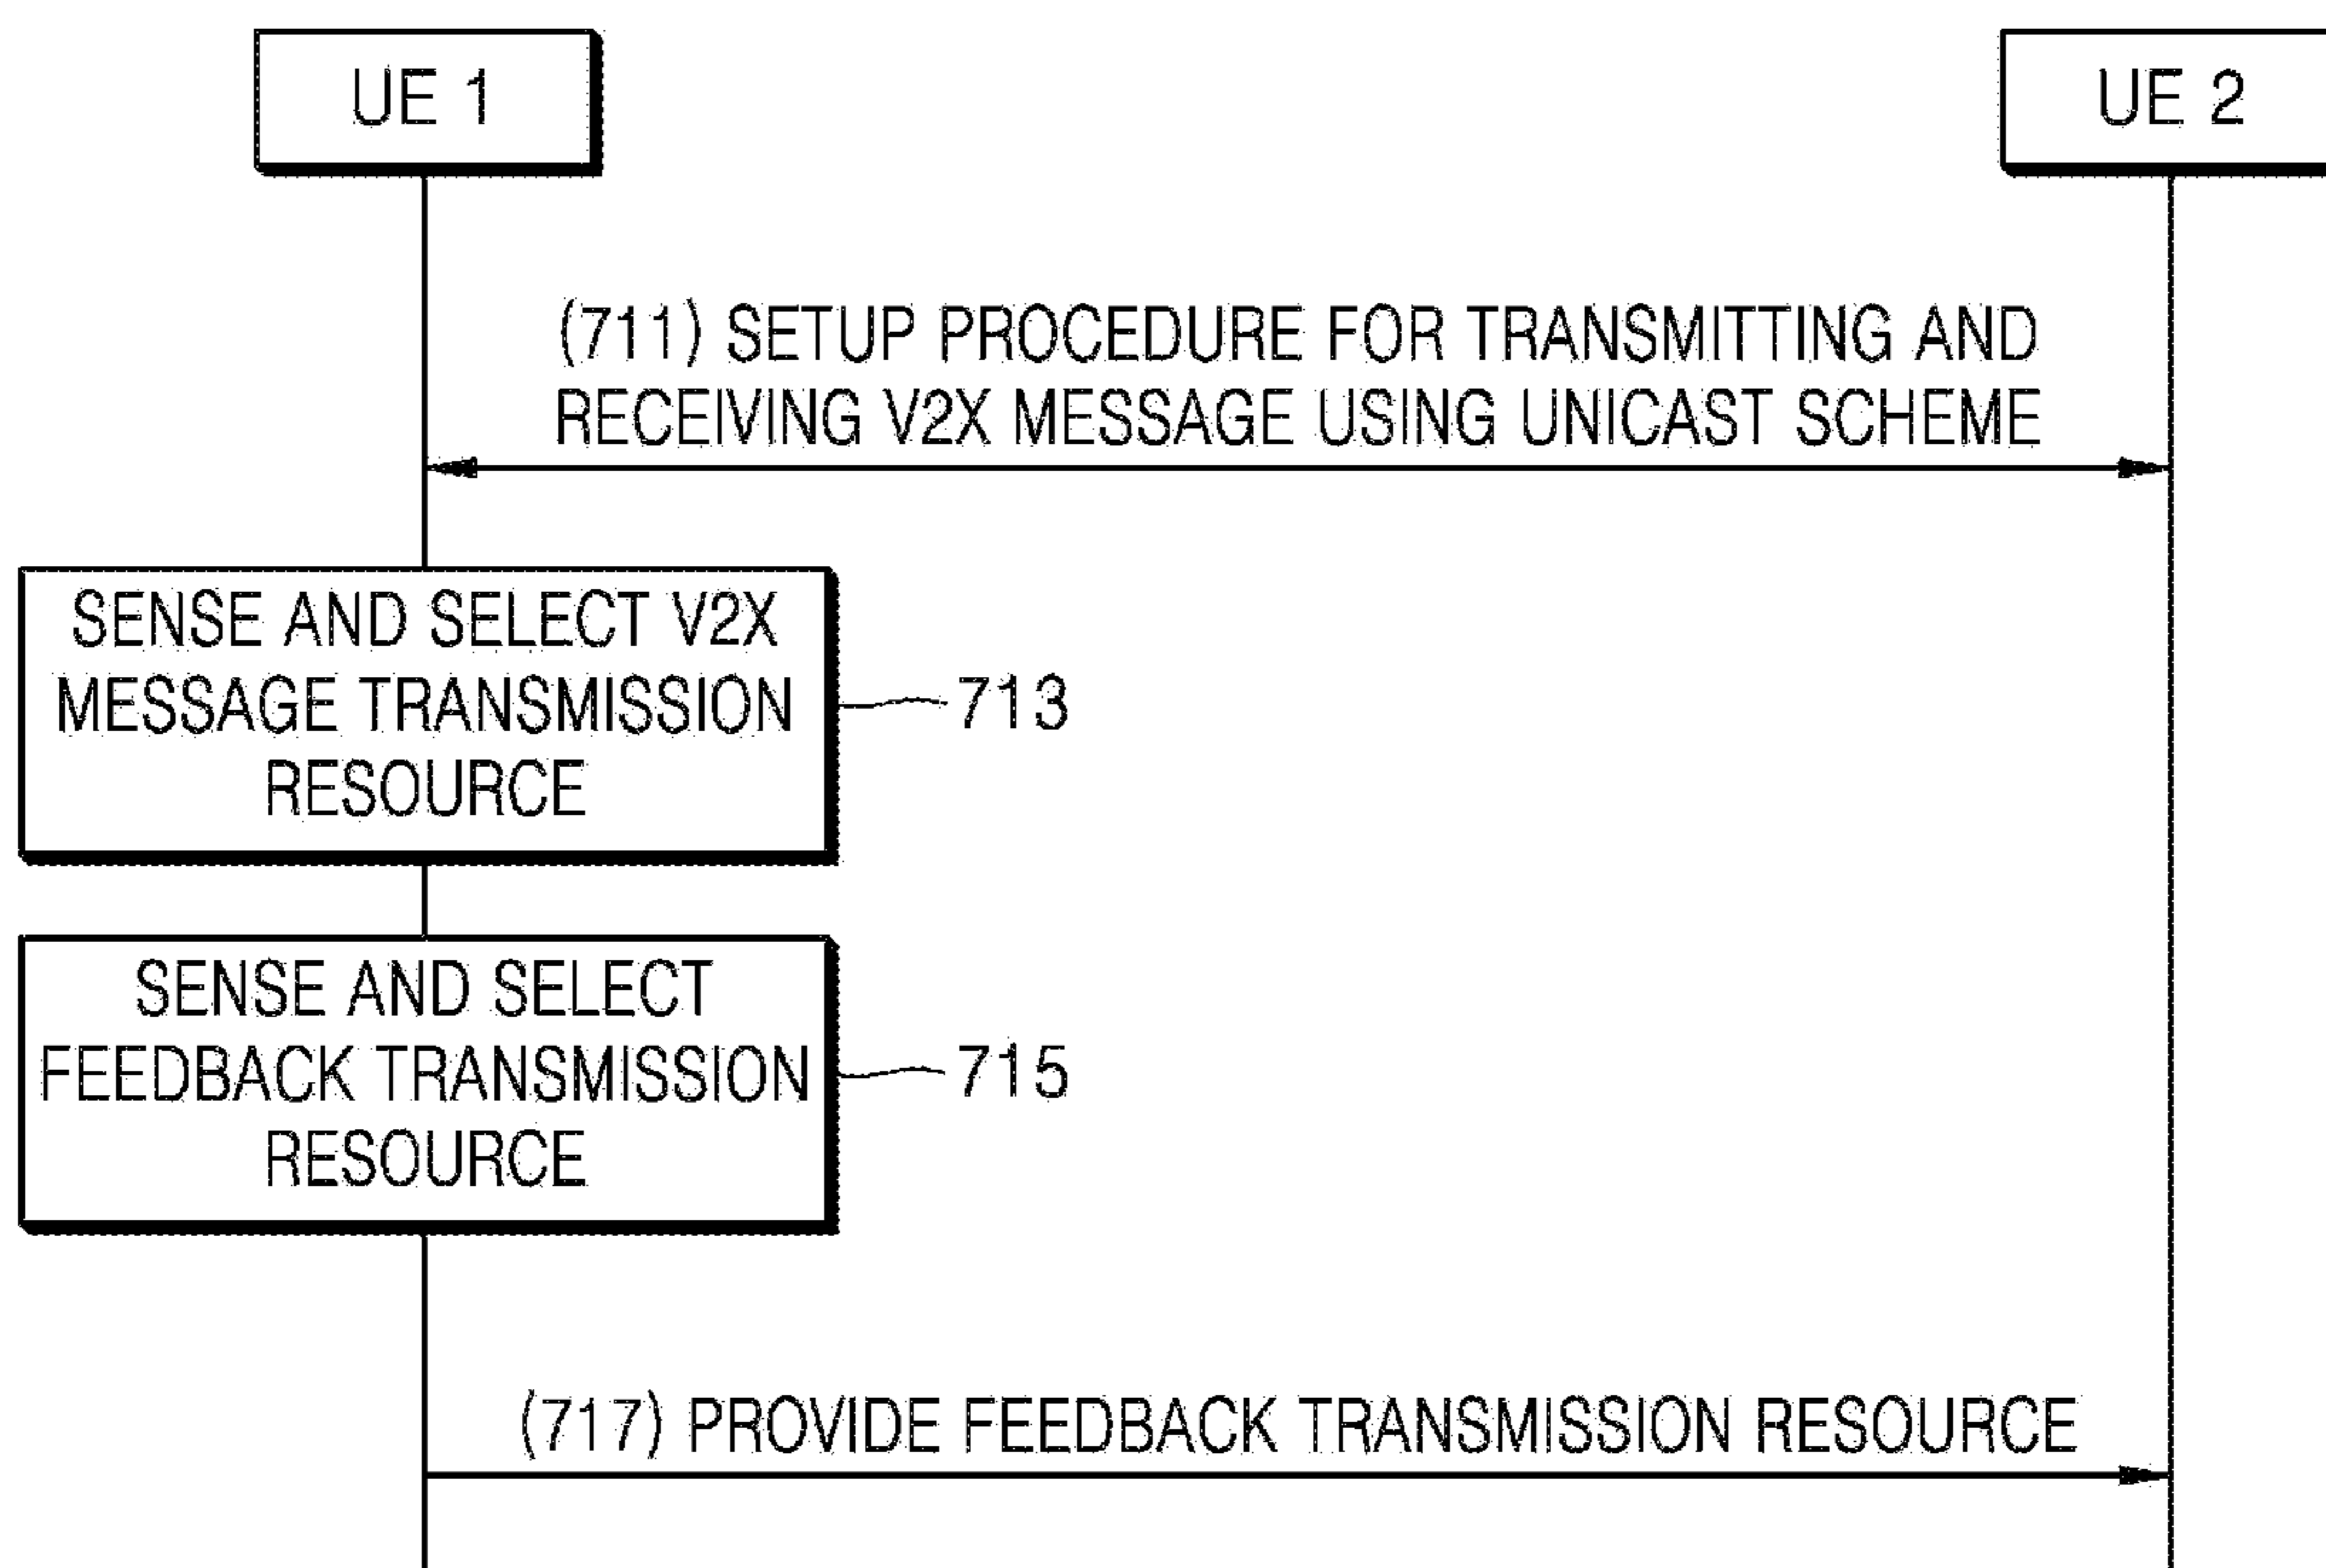 UE 1
UE 2
(711) SETUP PROCEDURE FOR TRANSMITTING AND
RECEIVING V2X MESSAGE USING UNICAST SCHEME
SENSE AND SELECT V2X
MESSAGE TRANSMISSION
RESOURCE
713
SENSE AND SELECT
FEEDBACK TRANSMISSION
RESOURCE
715
(717) PROVIDE FEEDBACK TRANSMISSION RESOURCE